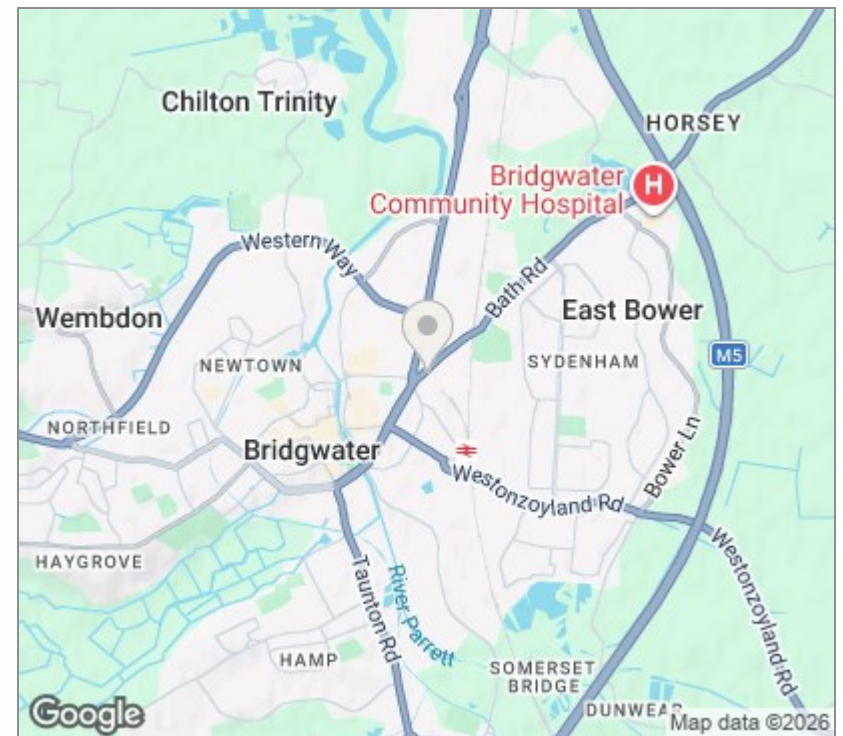 Chilton Trinity
HORSEY
Bridgwater
Community Hospital
H
Western Way
Bath Rd
Wembdon
East Bower
NEWTOWN
SYDENHAM
M5
NORTHFIELD
Bridgwater
Bower Ln
Westonzoyland Rd
Westonzoyland Rd
HAYGROVE
Taunton Rd
River Parrett
HAMP
SOMERSET
BRIDGE
DUNWEAR
Google
Map data ©2026